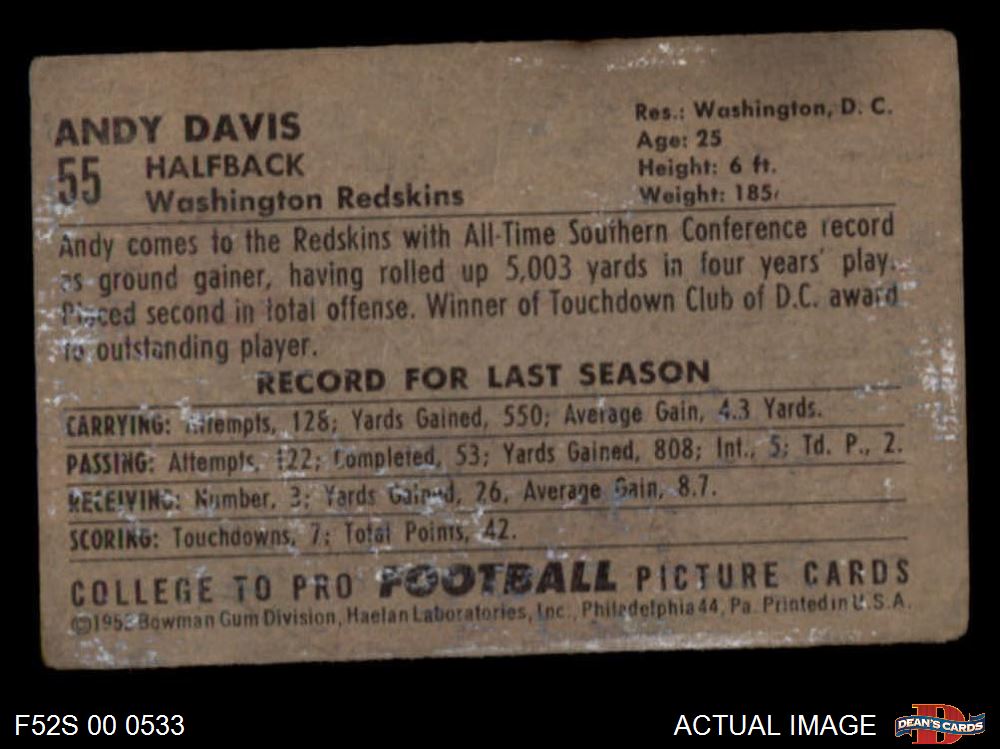 ANDY DAVIS
55 HALFBACK
Washington Redskins
Res.: Washington, D. C.
Age: 25
Height: 6 ft.
Weight: 185
Andy comes to the Redskins with All-Time Southern Conference record
as ground gainer, having rolled up 5,003 yards in four years' play.
Placed second in total offense. Winner of Touchdown Club of D.C. award
to outstanding player.
RECORD FOR LAST SEASON
CARRYING: Attempts, 128; Yards Gained, 550; Average Gain, 4.3 Yards.
PASSING: Attempts, 122; Completed, 53; Yards Gained, 808; Int., 5; Td. P., 2.
RECEIVING: Number, 3; Yards Gained, 26, Average Gain, 8.7.
SCORING: Touchdowns, 7; Total Points, 42.
COLLEGE TO PRO FOOTBALL PICTURE CARDS
©1952 Bowman Gum Division, Haelan Laboratories, Inc., Philadelphia 44, Pa. Printed in U.S.A.
F52S 00 0533
ACTUAL IMAGE
DEAN'S CARDS